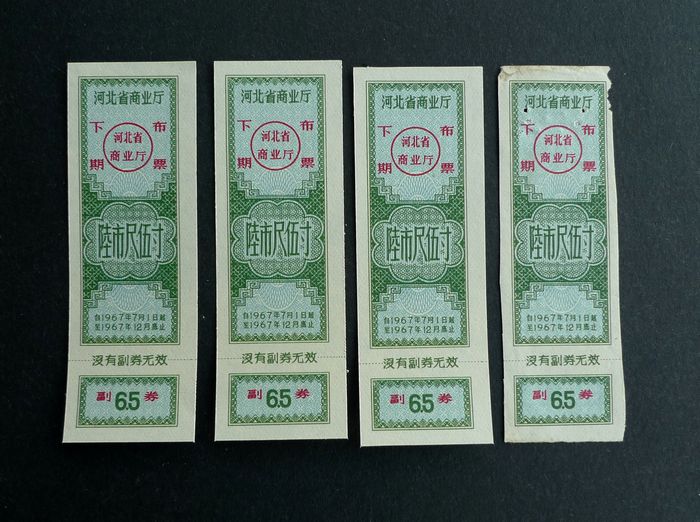 河北省商业厅
下 河北省 布
期 商业厅 票
陸市尺伍寸
自1967年7月1日起
至1967年12月底止
沒有副券无效
副 6.5 券
河北省商业厅
下 河北省 布
期 商业厅 票
陸市尺伍寸
自1967年7月1日起
至1967年12月底止
沒有副券无效
副 6.5 券
河北省商业厅
下 河北省 布
期 商业厅 票
陸市尺伍寸
自1967年7月1日起
至1967年12月底止
沒有副券无效
副 6.5 券
河北省商业厅
下 河北省 布
期 商业厅 票
陸市尺伍寸
自1967年7月1日起
至1967年12月底止
沒有副券无效
副 6.5 券